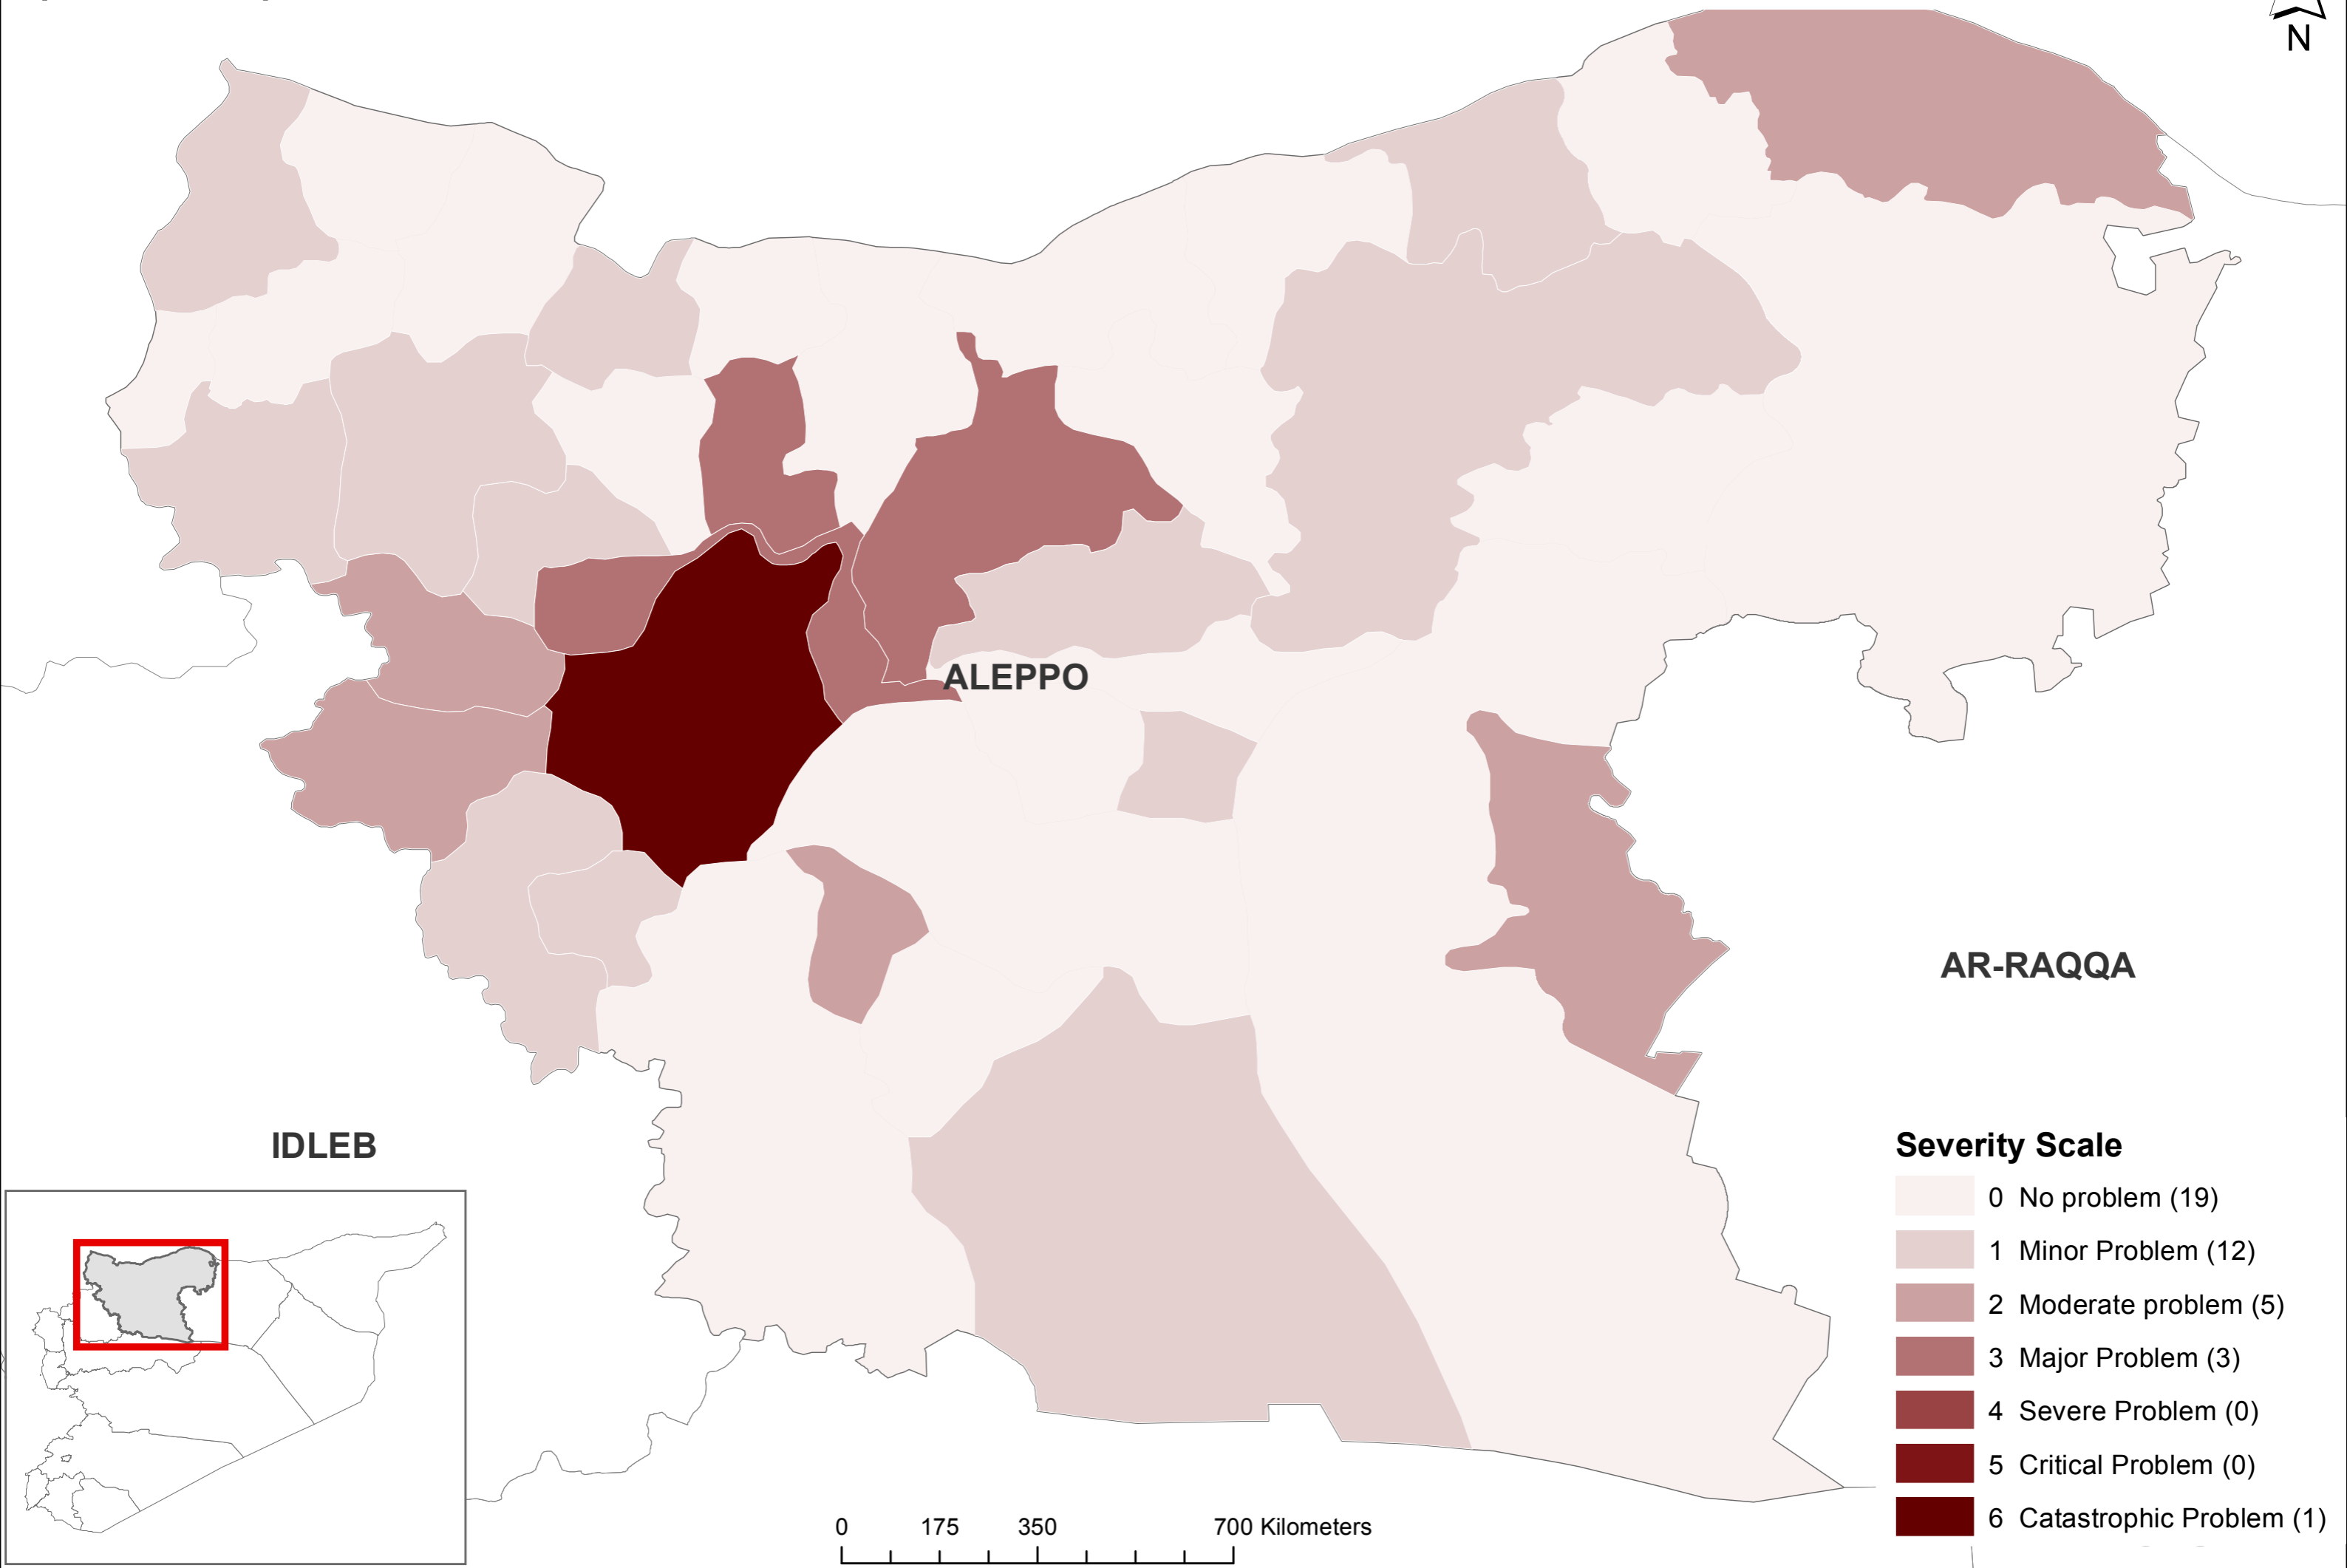 N
ALEPPO
AR-RAQQA
IDLEB
Severity Scale
0 No problem (19)
1 Minor Problem (12)
2 Moderate problem (5)
3 Major Problem (3)
4 Severe Problem (0)
5 Critical Problem (0)
6 Catastrophic Problem (1)
0 175 350 700 Kilometers